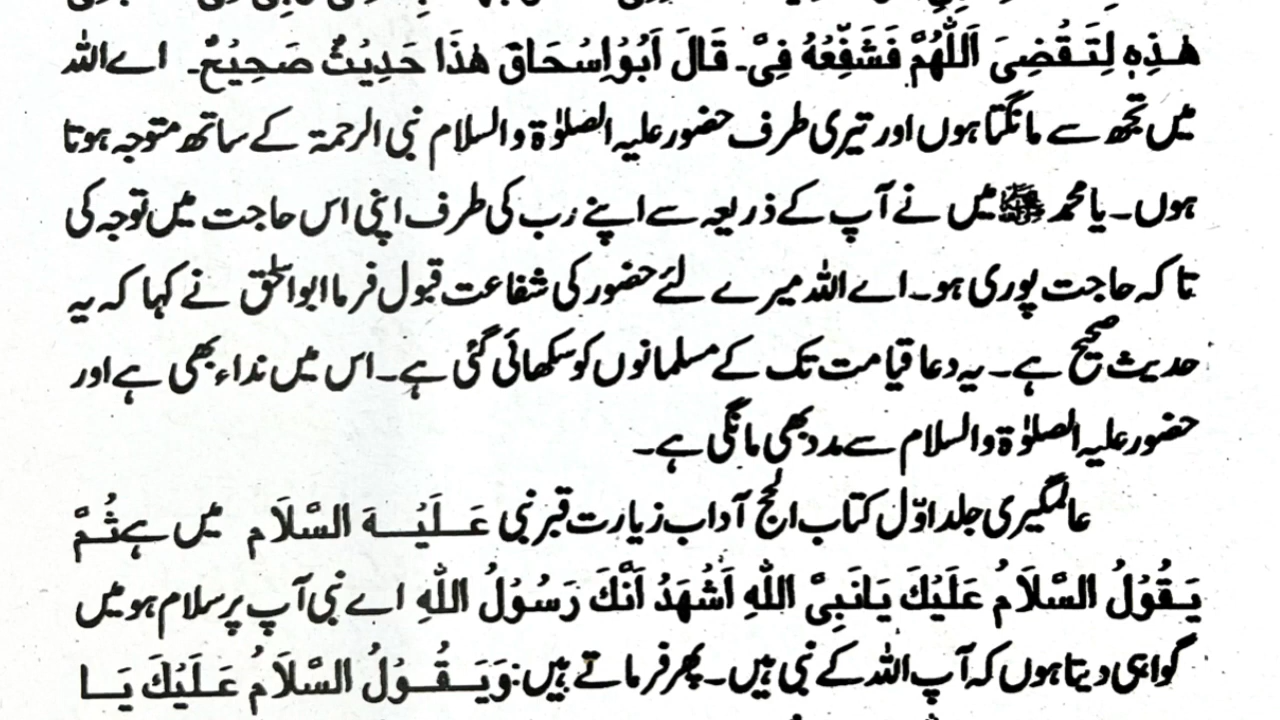 هٰذِهٖ لِتَقْضِیَ اَللّٰهُمَّ فَشَفِّعْهُ فِیَّ۔ قَالَ اَبُوْاِسْحَاقَ هٰذَا حَدِیْثٌ صَحِیْحٌ۔ اے اللہ
میں تجھ سے مانگتا ہوں اور تیری طرف حضور علیہ الصلوٰۃ والسلام نبی الرحمۃ کے ساتھ متوجہ ہوتا
ہوں۔ یا محمد ﷺ میں نے آپ کے ذریعہ سے اپنے رب کی طرف اپنی اس حاجت میں توجہ کی
تا کہ حاجت پوری ہو۔ اے اللہ میرے لئے حضور کی شفاعت قبول فرما ابوالحٰق نے کہا کہ یہ
حدیث صحیح ہے۔ یہ دعا قیامت تک کے مسلمانوں کو سکھائی گئی ہے۔ اس میں نداء بھی ہے اور
حضور علیہ الصلوٰۃ والسلام سے مدد بھی مانگی ہے۔
عالمگیری جلد اوّل کتاب الحج آداب زیارت قبر نبی عَلَیْہِ السَّلَام میں ہے ثُمَّ
یَقُوْلُ السَّلَامُ عَلَیْكَ یَانَبِیَّ اللّٰهِ اَشْهَدُ اَنَّكَ رَسُوْلُ اللّٰهِ اے نبی آپ پر سلام ہو میں
گواہی دیتا ہوں کہ آپ اللہ کے نبی ہیں۔ پھر فرماتے ہیں: وَیَقُوْلُ السَّلَامُ عَلَیْكَ یَا